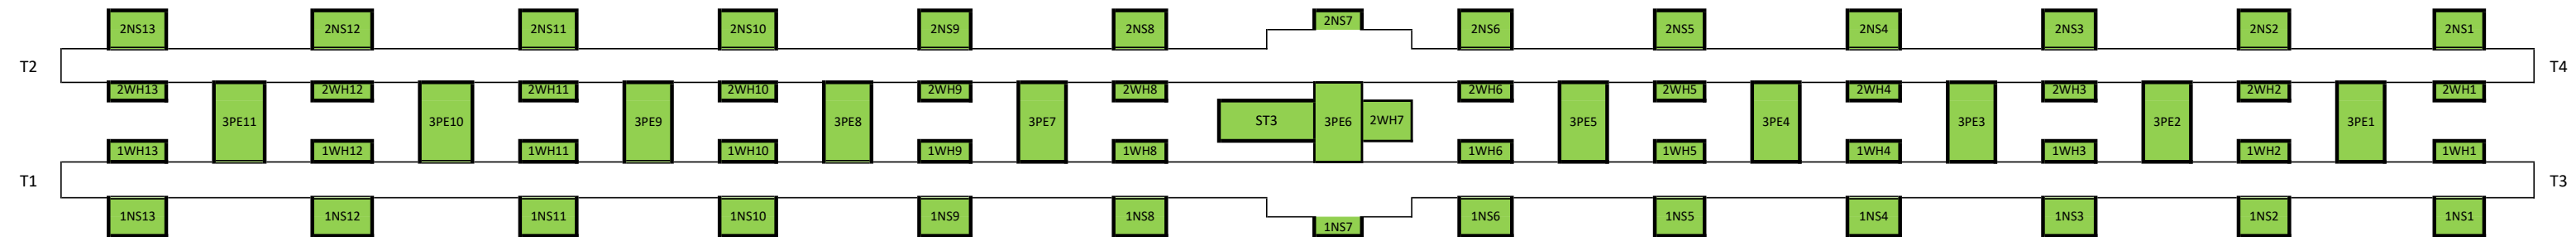 2NS13 2NS12 2NS11 2NS10 2NS9 2NS8 2NS7 2NS6 2NS5 2NS4 2NS3 2NS2 2NS1
T2 T4
2WH13 2WH12 2WH11 2WH10 2WH9 2WH8 2WH6 2WH5 2WH4 2WH3 2WH2 2WH1
3PE11 3PE10 3PE9 3PE8 3PE7 ST3 3PE6 2WH7 3PE5 3PE4 3PE3 3PE2 3PE1
1WH13 1WH12 1WH11 1WH10 1WH9 1WH8 1WH6 1WH5 1WH4 1WH3 1WH2 1WH1
T1 T3
1NS13 1NS12 1NS11 1NS10 1NS9 1NS8 1NS7 1NS6 1NS5 1NS4 1NS3 1NS2 1NS1